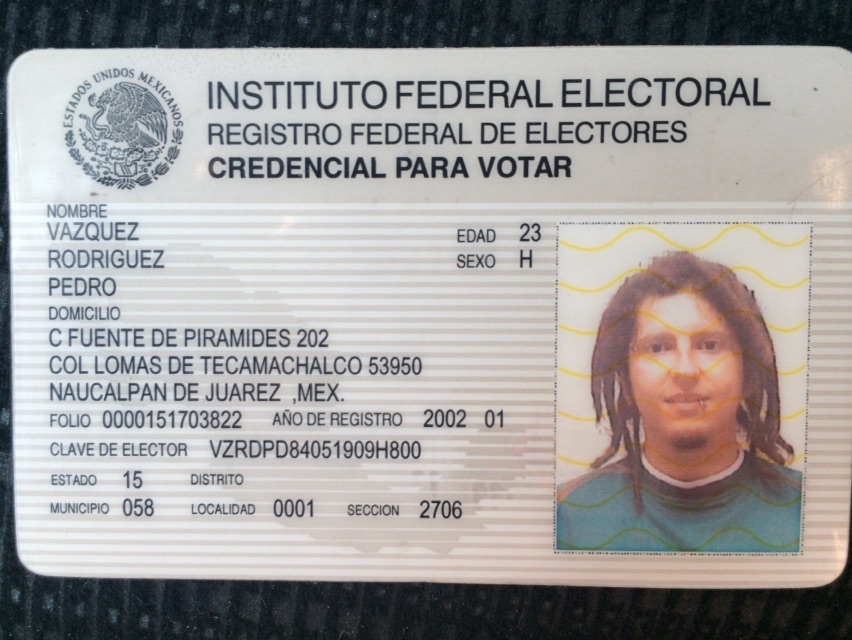 ESTADOS UNIDOS MEXICANOS
INSTITUTO FEDERAL ELECTORAL
REGISTRO FEDERAL DE ELECTORES
CREDENCIAL PARA VOTAR
NOMBRE
VAZQUEZ EDAD 23
RODRIGUEZ SEXO H
PEDRO
DOMICILIO
C FUENTE DE PIRAMIDES 202
COL LOMAS DE TECAMACHALCO 53950
NAUCALPAN DE JUAREZ ,MEX.
FOLIO 0000151703822 AÑO DE REGISTRO 2002 01
CLAVE DE ELECTOR VZRDPD84051909H800
ESTADO 15 DISTRITO
MUNICIPIO 058 LOCALIDAD 0001 SECCION 2706